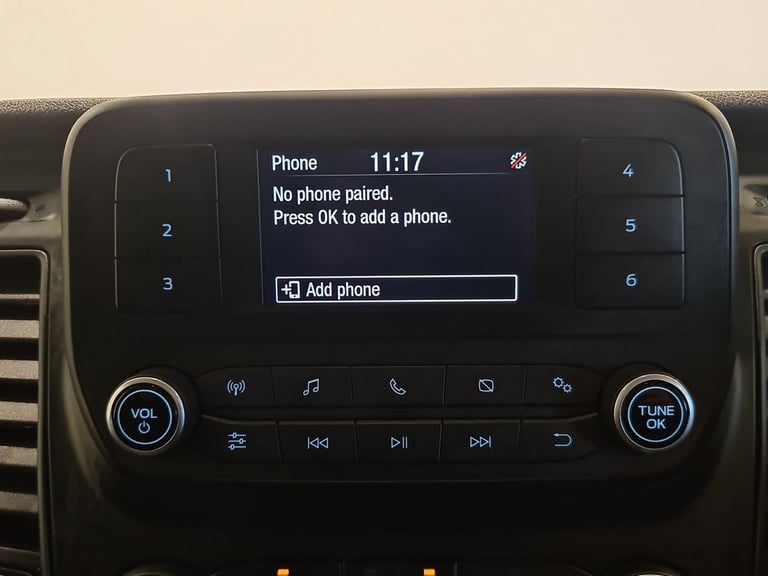 Phone 11:17
No phone paired.
Press OK to add a phone.
Add phone
1
2
3
4
5
6
VOL
TUNE
OK